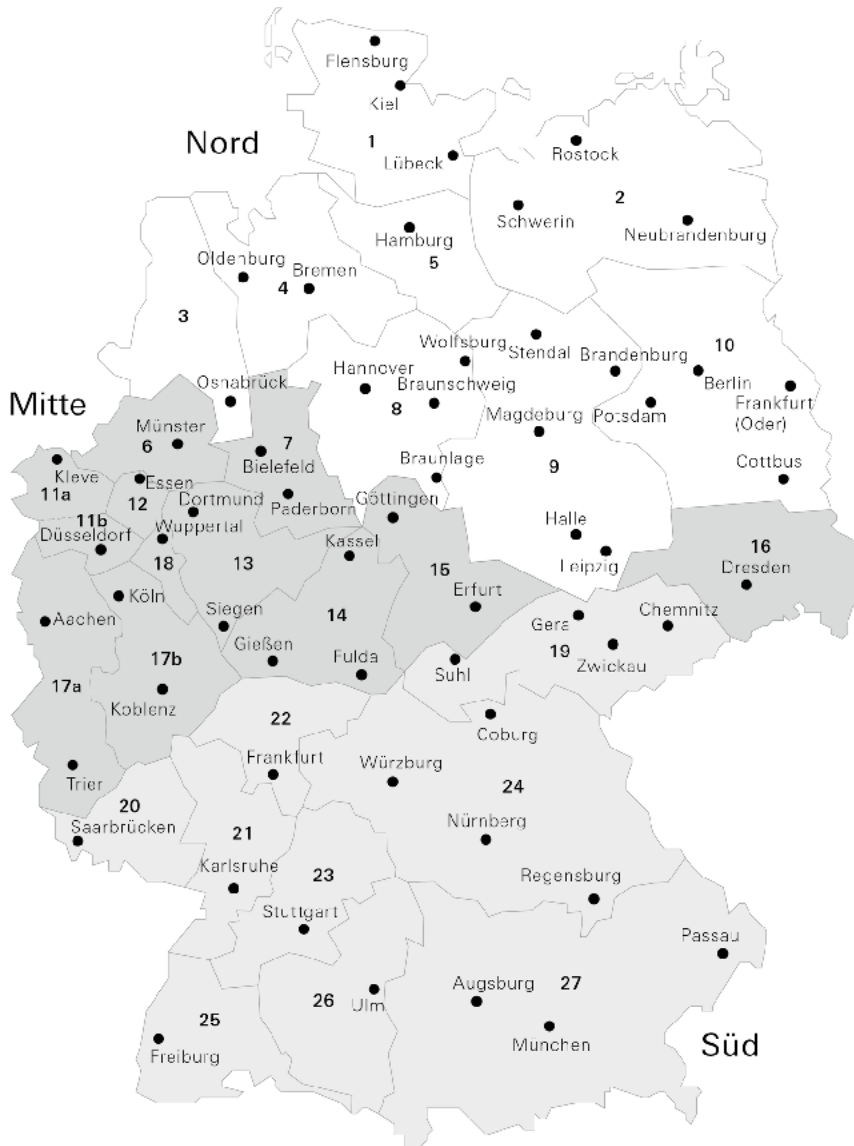 Flensburg
Kiel
Nord
1
Lübeck
Rostock
Schwerin
2
Neubrandenburg
Hamburg
5
Oldenburg
Bremen
4
3
Wolfsburg
Stendal
10
Hannover
Brandenburg
Berlin
Osnabrück
Braunschweig
Frankfurt
(Oder)
Mitte
8
Magdeburg
Potsdam
Münster
6
7
Bielefeld
Braunlage
9
Cottbus
Kleve
Essen
11a
12
Dortmund
Paderborn
Göttingen
11b
Düsseldorf
Wuppertal
Halle
16
Kassel
Leipzig
Dresden
18
13
15
Köln
Erfurt
Aachen
Siegen
14
Gera
Chemnitz
Gießen
Fulda
Suhl
19
Zwickau
17b
17a
Koblenz
22
Coburg
Frankfurt
Würzburg
24
Trier
20
Saarbrücken
21
Nürnberg
Karlsruhe
23
Regensburg
Stuttgart
Passau
26
Ulm
Augsburg
27
25
Freiburg
München
Süd